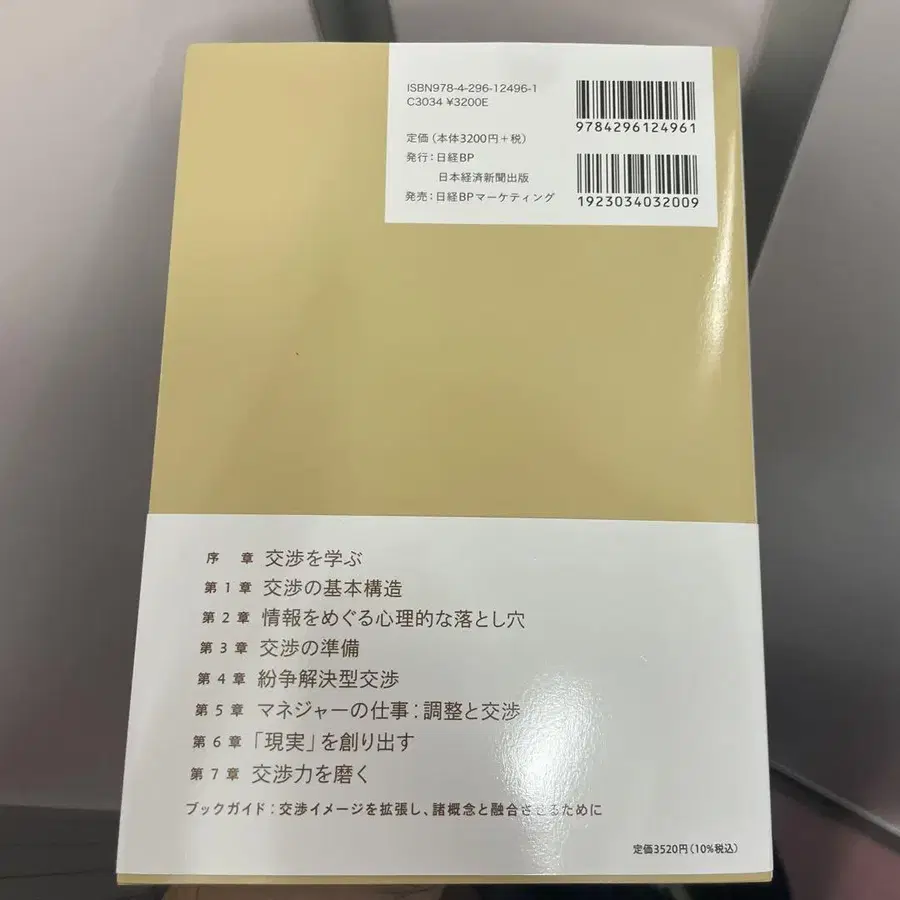 ISBN978-4-296-12496-1
C3034 ¥3200E
定価（本体3200円+税）
発行：日経BP
日本経済新聞出版
発売：日経BPマーケティング
9784296124961
1923034032009
序章 交渉を学ぶ
第1章 交渉の基本構造
第2章 情報をめぐる心理的な落とし穴
第3章 交渉の準備
第4章 紛争解決型交渉
第5章 マネジャーの仕事：調整と交渉
第6章 「現実」を創り出す
第7章 交渉力を磨く
ブックガイド：交渉イメージを拡張し、諸概念と融合させるために
定価3520円（10%税込）